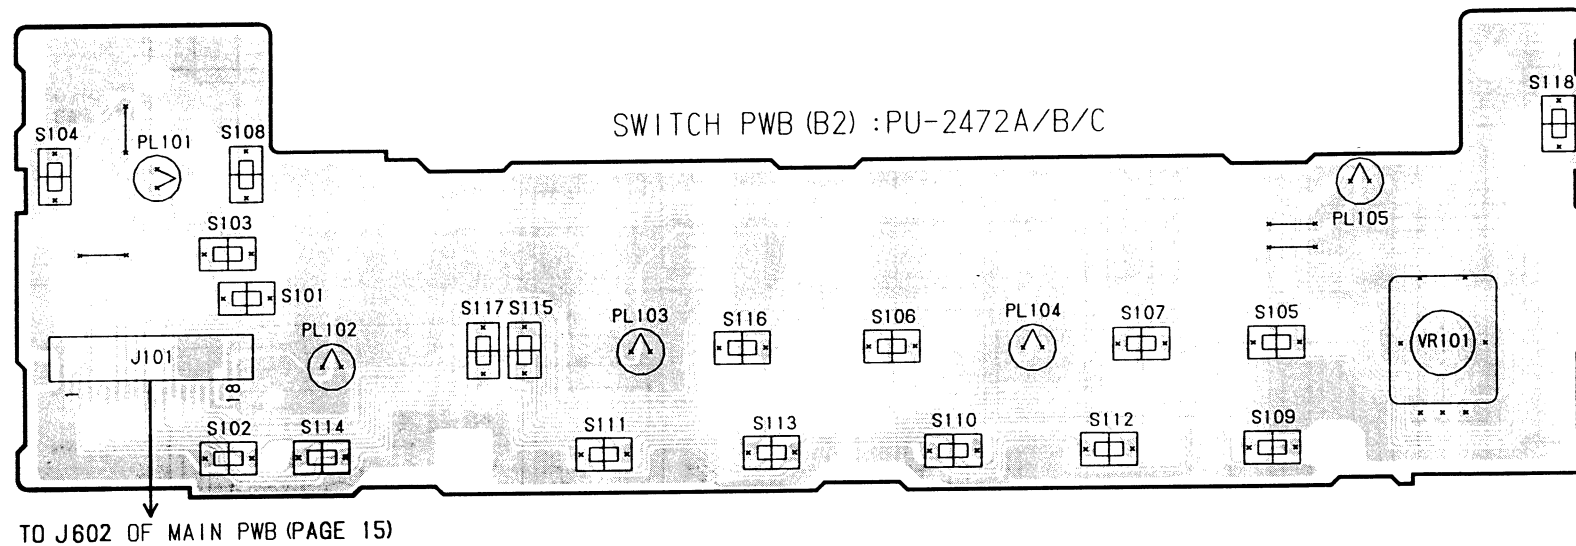 SWITCH PWB (B2) :PU-2472A/B/C
S118
S104
PL101
S108
PL105
S103
S101
S117
S115
PL103
S116
S106
PL104
S107
S105
PL102
J101
VR101
1
18
S102
S114
S111
S113
S110
S112
S109
TO J602 OF MAIN PWB (PAGE 15)